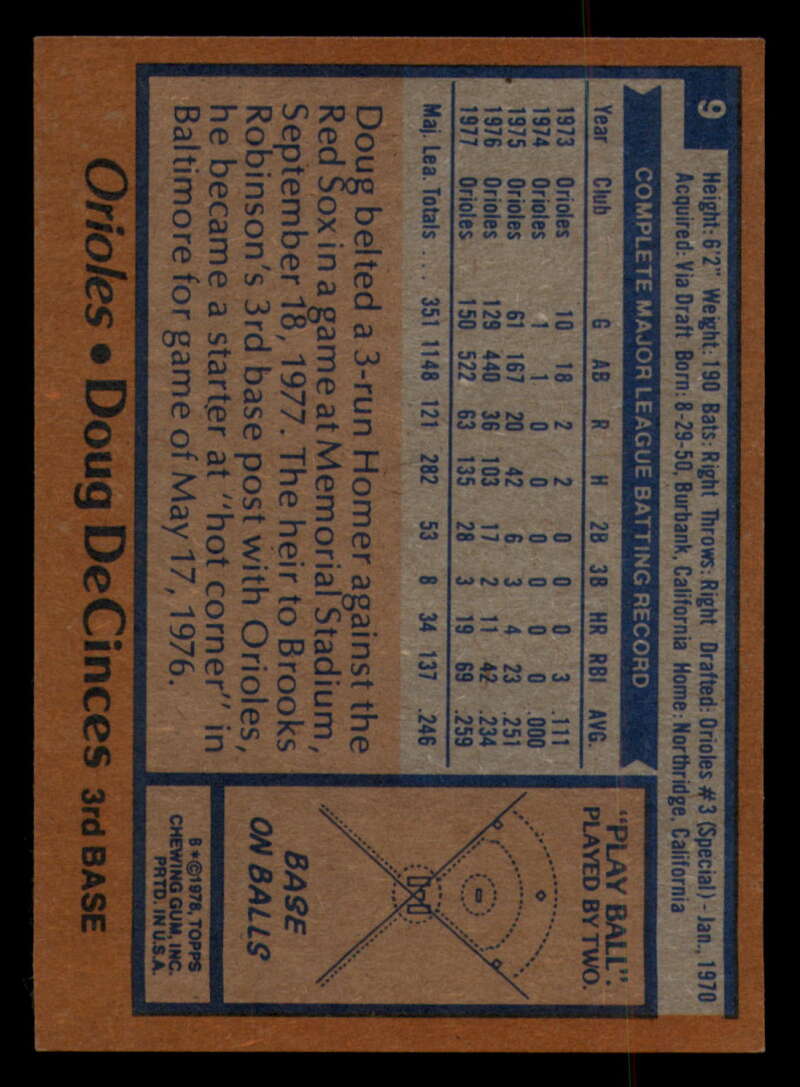 9
Height: 6'2" Weight: 190 Bats: Right Throws: Right Drafted: Orioles #3 (Special) - Jan., 1970
Acquired: Via Draft Born: 8-29-50, Burbank, California Home: Northridge, California
COMPLETE MAJOR LEAGUE BATTING RECORD
Year Club G AB R H 2B 3B HR RBI AVG.
1973 Orioles 10 18 2 2 0 0 0 3 .111
1974 Orioles 1 1 0 0 0 0 0 0 .000
1975 Orioles 61 167 20 42 6 3 4 23 .251
1976 Orioles 129 440 36 103 17 2 11 42 .234
1977 Orioles 150 522 63 135 28 3 19 69 .259
Maj. Lea. Totals .... 351 1148 121 282 53 8 34 137 .246
Doug belted a 3-run Homer against the
Red Sox in a game at Memorial Stadium,
September 18, 1977. The heir to Brooks
Robinson's 3rd base post with Orioles,
he became a starter at "hot corner" in
Baltimore for game of May 17, 1976.
"PLAY BALL":
PLAYED BY TWO.
BASE
ON BALLS
B*©1978, TOPPS
CHEWING GUM, INC.
PRTD. IN U.S.A.
Orioles • Doug DeCinces 3rd BASE